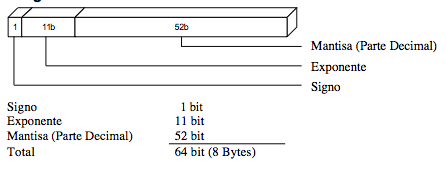 1 11b 52b
Mantisa (Parte Decimal)
Exponente
Signo
Signo 1 bit
Exponente 11 bit
Mantisa (Parte Decimal) 52 bit
Total 64 bit (8 Bytes)